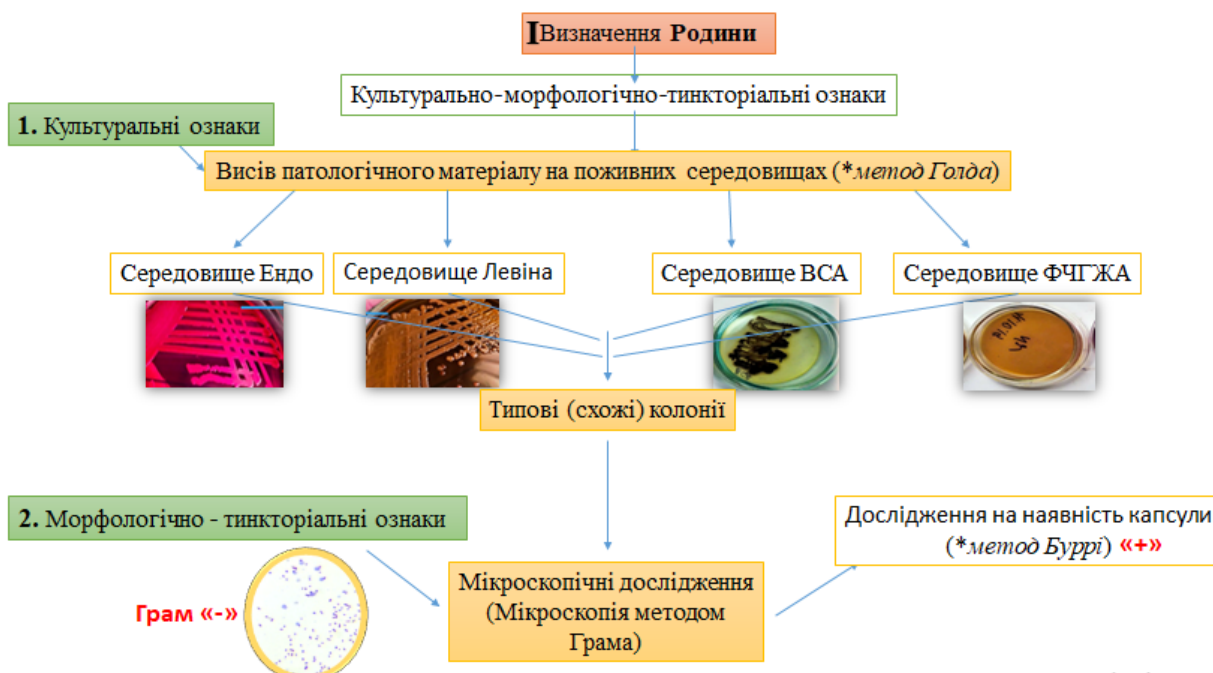 I Визначення Родини
Культурально-морфологічно-тинкторіальні ознаки
1. Культуральні ознаки
Висів патологічного матеріалу на поживних середовищах (*метод Голда)
Середовище Ендо
Середовище Левіна
Середовище ВСА
Середовище ФЧГЖА
Типові (схожі) колонії
2. Морфологічно - тинкторіальні ознаки
Грам «-»
Мікроскопічні дослідження
(Мікроскопія методом
Грама)
Дослідження на наявність капсули
(*метод Буррі) «+»